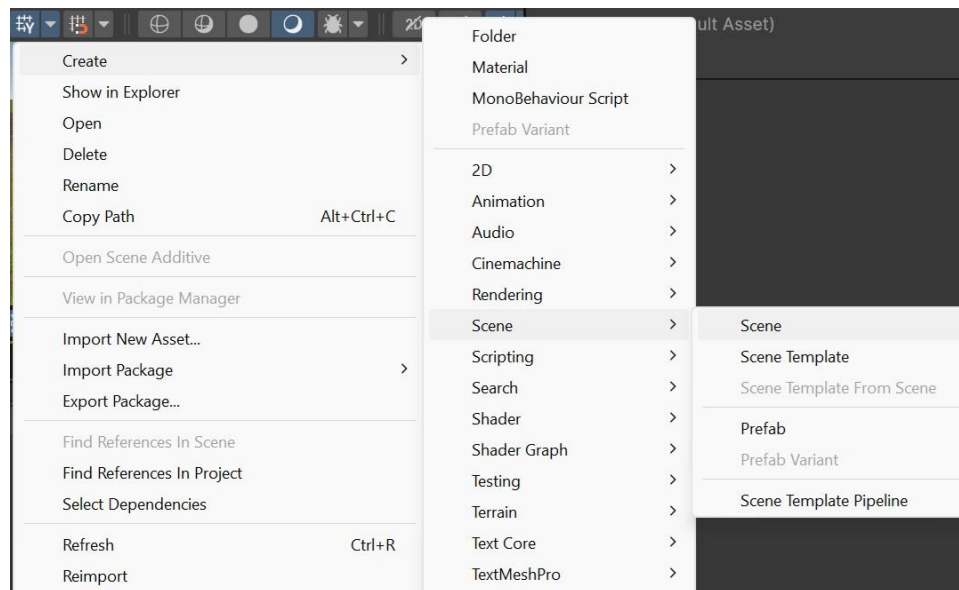 2D
ult Asset)
Create
Show in Explorer
Open
Delete
Rename
Copy Path Alt+Ctrl+C
Open Scene Additive
View in Package Manager
Import New Asset...
Import Package
Export Package...
Find References In Scene
Find References In Project
Select Dependencies
Refresh Ctrl+R
Reimport
Folder
Material
MonoBehaviour Script
Prefab Variant
2D
Animation
Audio
Cinemachine
Rendering
Scene
Scripting
Search
Shader
Shader Graph
Testing
Terrain
Text Core
TextMeshPro
Scene
Scene Template
Scene Template From Scene
Prefab
Prefab Variant
Scene Template Pipeline